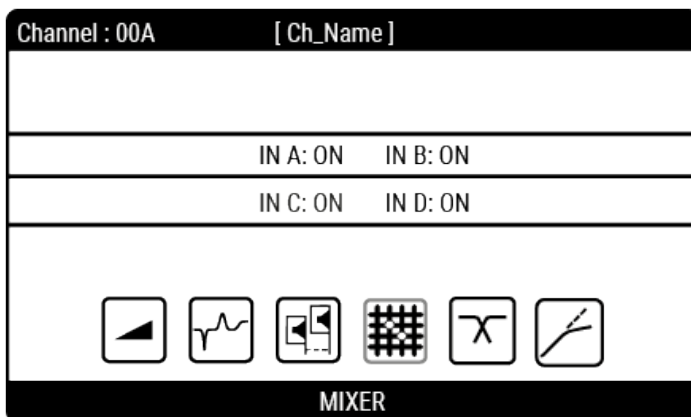 Channel : 00A [ Ch_Name ]
IN A: ON IN B: ON
IN C: ON IN D: ON
MIXER